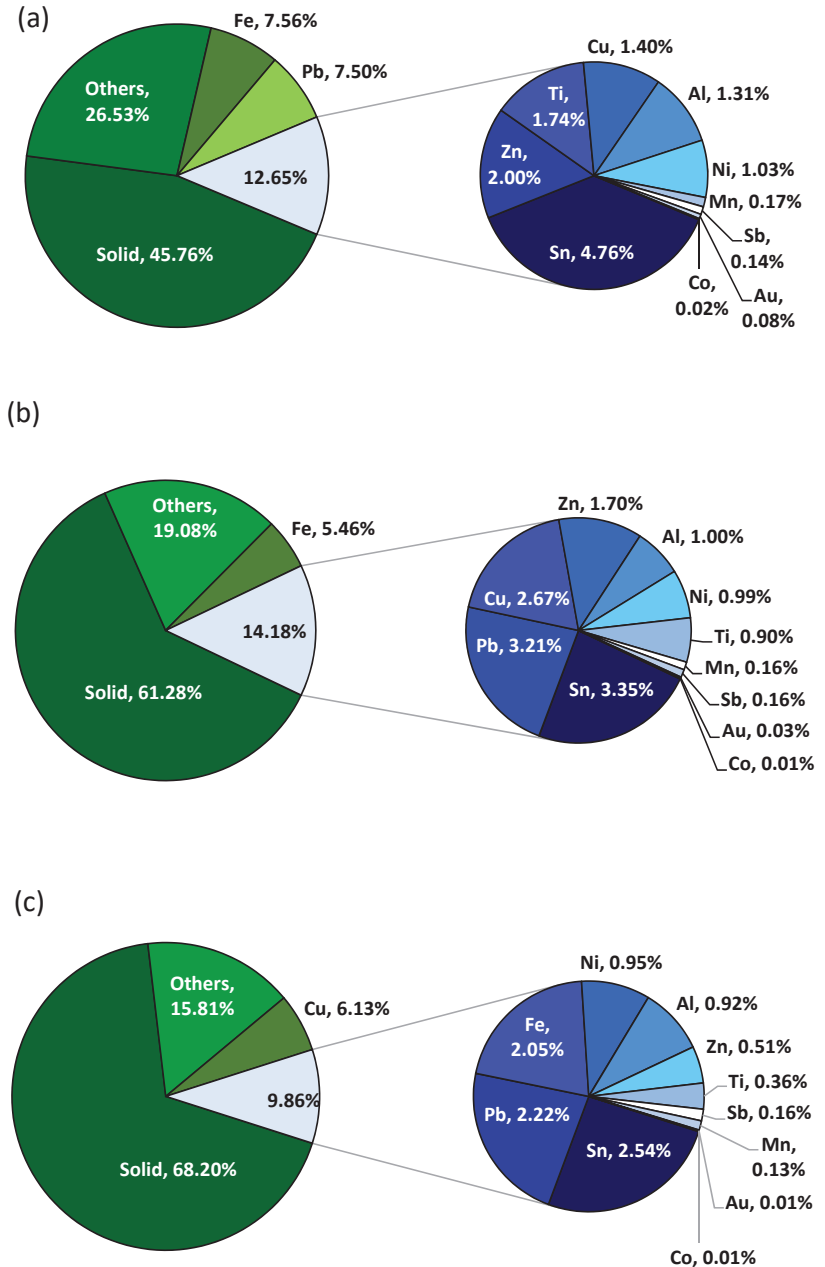 (a)
Fe, 7.56%
Pb, 7.50%
Others,
26.53%
12.65%
Solid, 45.76%
Cu, 1.40%
Al, 1.31%
Ti,
1.74%
Ni, 1.03%
Zn,
2.00%
Mn, 0.17%
Sb,
0.14%
Sn, 4.76%
Co,
0.02%
Au,
0.08%
(b)
Others,
19.08%
Fe, 5.46%
14.18%
Solid, 61.28%
Zn, 1.70%
Al, 1.00%
Cu, 2.67%
Ni, 0.99%
Pb, 3.21%
Ti, 0.90%
Mn, 0.16%
Sn, 3.35%
Sb, 0.16%
Au, 0.03%
Co, 0.01%
(c)
Others,
15.81%
Cu, 6.13%
9.86%
Solid, 68.20%
Ni, 0.95%
Al, 0.92%
Fe,
2.05%
Zn, 0.51%
Ti, 0.36%
Pb, 2.22%
Sb, 0.16%
Sn, 2.54%
Mn,
0.13%
Au, 0.01%
Co, 0.01%